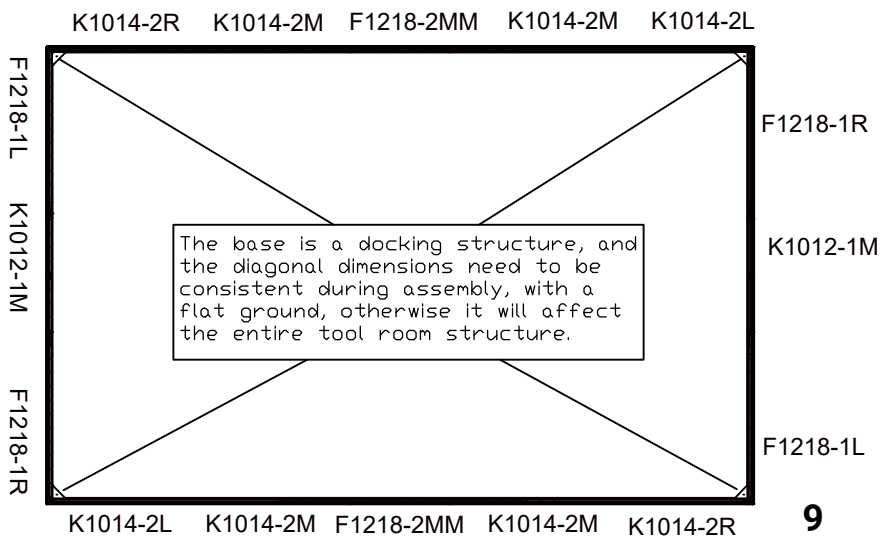 K1014-2R K1014-2M F1218-2MM K1014-2M K1014-2L
F1218-1L
K1012-1M
F1218-1R
F1218-1R
K1012-1M
F1218-1L
The base is a docking structure, and
the diagonal dimensions need to be
consistent during assembly, with a
flat ground, otherwise it will affect
the entire tool room structure.
K1014-2L K1014-2M F1218-2MM K1014-2M K1014-2R
9